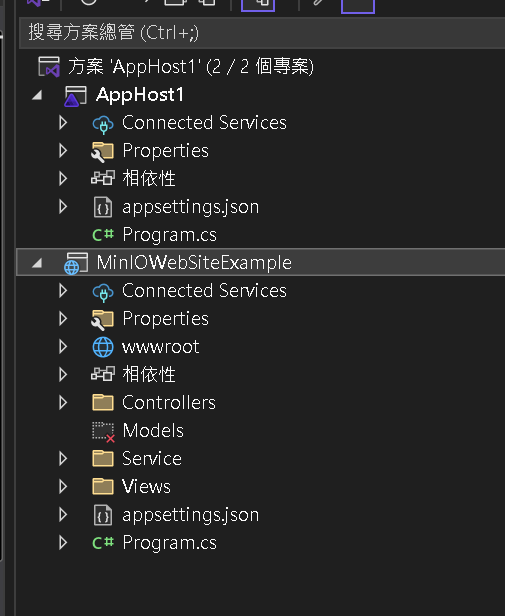 搜尋方案總管 (Ctrl+;)
方案 'AppHost1' (2 / 2 個專案)
AppHost1
Connected Services
Properties
相依性
appsettings.json
C# Program.cs
MinIOWebSiteExample
Connected Services
Properties
wwwroot
相依性
Controllers
Models
Service
Views
appsettings.json
C# Program.cs